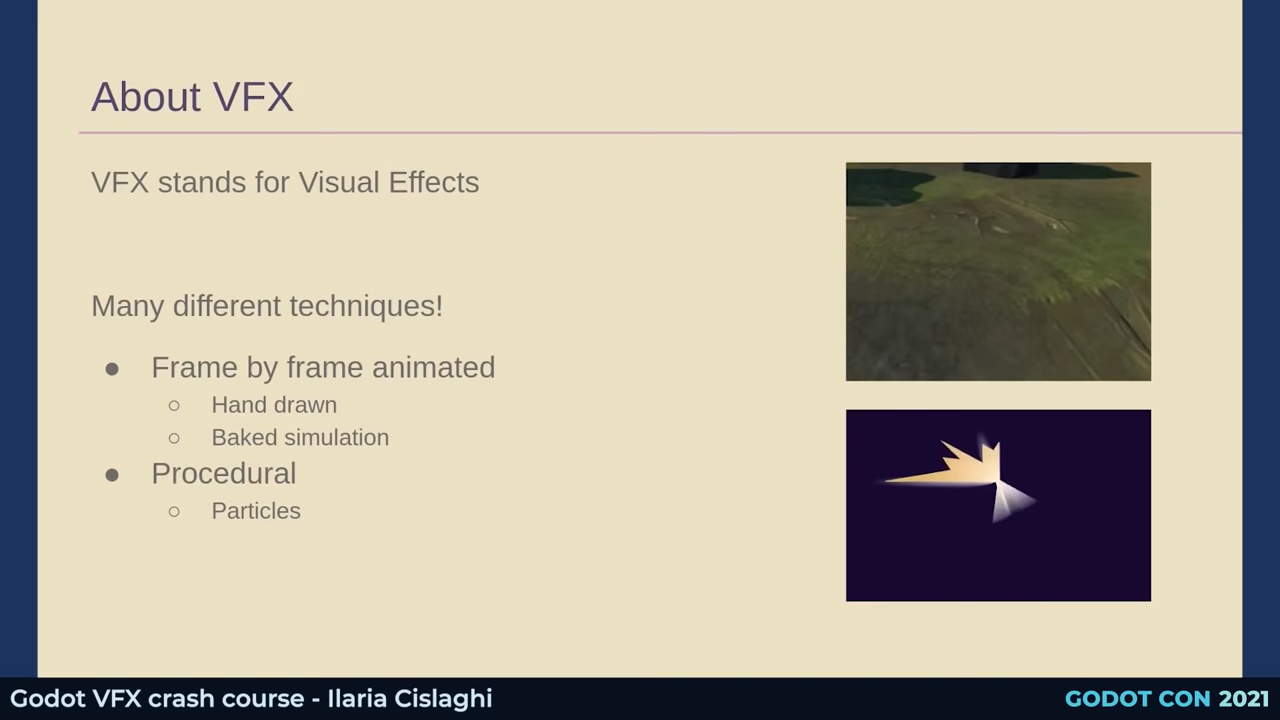 About VFX
VFX stands for Visual Effects
Many different techniques!
● Frame by frame animated
○ Hand drawn
○ Baked simulation
● Procedural
○ Particles
Godot VFX crash course - Ilaria Cislaghi
GODOT CON 2021